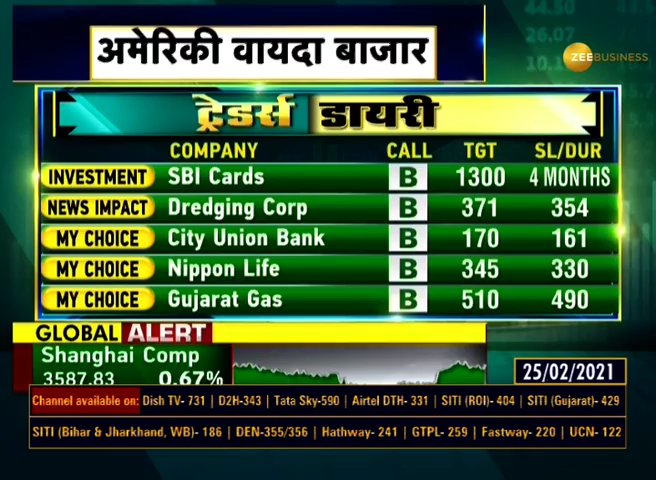 अमेरिकी वायदा बाजार
ZEEBUSINESS
ट्रेडर्स डायरी
COMPANY CALL TGT SL/DUR
INVESTMENT SBI Cards B 1300 4 MONTHS
NEWS IMPACT Dredging Corp B 371 354
MY CHOICE City Union Bank B 170 161
MY CHOICE Nippon Life B 345 330
MY CHOICE Gujarat Gas B 510 490
GLOBAL ALERT
Shanghai Comp
3587.83 0.67%
25/02/2021
Channel available on: Dish TV- 731 | D2H-343 | Tata Sky-590 | Airtel DTH- 331 | SITI (ROI)- 404 | SITI (Gujarat)- 429
SITI (Bihar & Jharkhand, WB)- 186 | DEN-355/356 | Hathway- 241 | GTPL- 259 | Fastway- 220 | UCN- 122